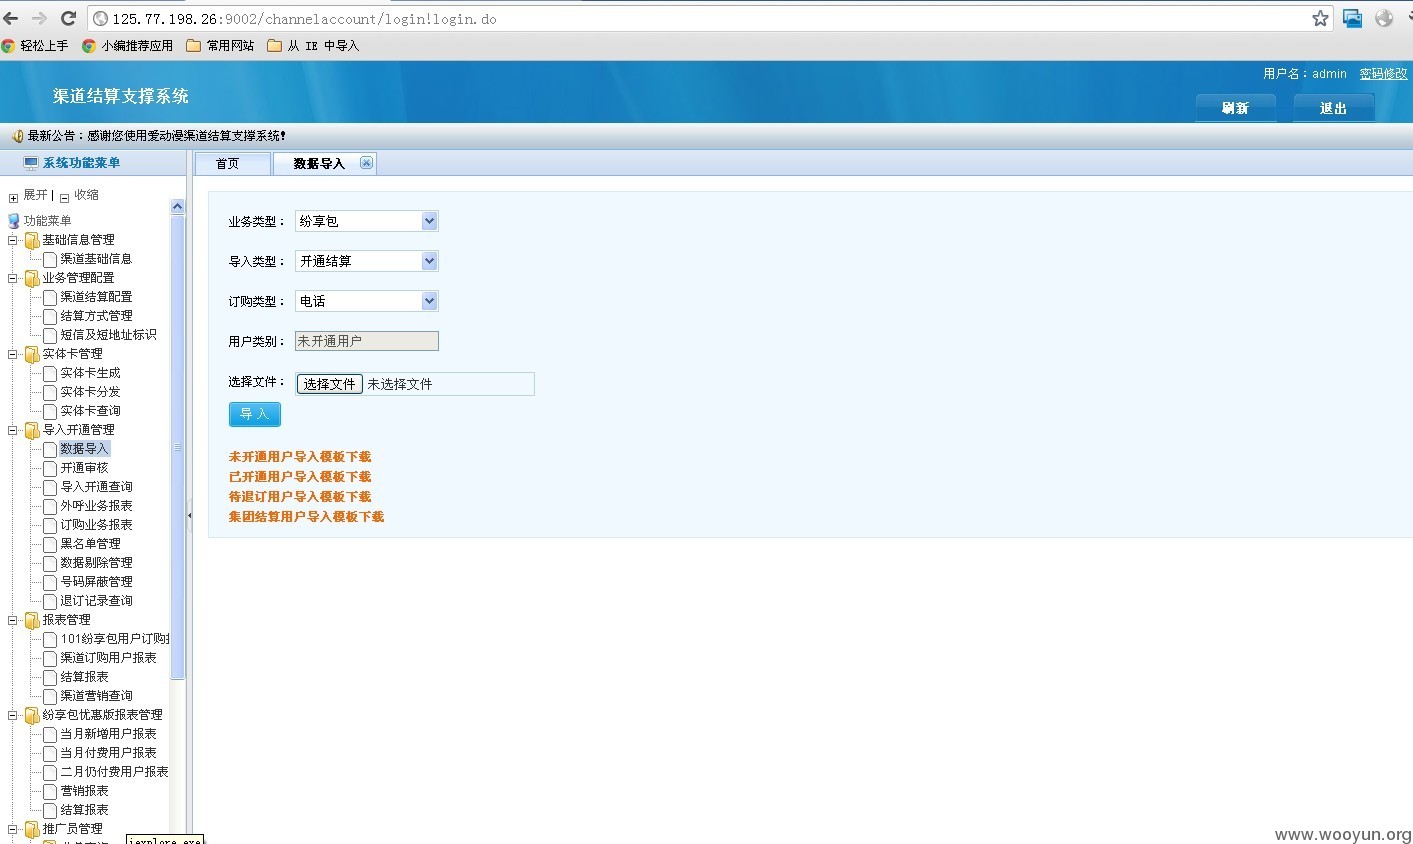 125.77.198.26:9002/channelaccount/login!login.do
轻松上手 小编推荐应用 常用网站 从 IE 中导入
用户名：admin 密码修改
渠道结算支撑系统
刷新 退出
最新公告：感谢您使用爱动漫渠道结算支撑系统！
系统功能菜单
首页 数据导入
展开 | 收缩
功能菜单
基础信息管理
渠道基础信息
业务管理配置
渠道结算配置
结算方式管理
短信及短地址标识
实体卡管理
实体卡生成
实体卡分发
实体卡查询
导入开通管理
数据导入
开通审核
导入开通查询
外呼业务报表
订购业务报表
黑名单管理
数据剔除管理
号码屏蔽管理
退订记录查询
报表管理
101纷享包用户订购
渠道订购用户报表
结算报表
渠道营销查询
纷享包优惠版报表管理
当月新增用户报表
当月付费用户报表
二月仍付费用户报表
营销报表
结算报表
推广员管理
iexplore.exe
业务类型： 纷享包
导入类型： 开通结算
订购类型： 电话
用户类别： 未开通用户
选择文件： 选择文件 未选择文件
导 入
未开通用户导入模板下载
已开通用户导入模板下载
待退订用户导入模板下载
集团结算用户导入模板下载
www.wooyun.org